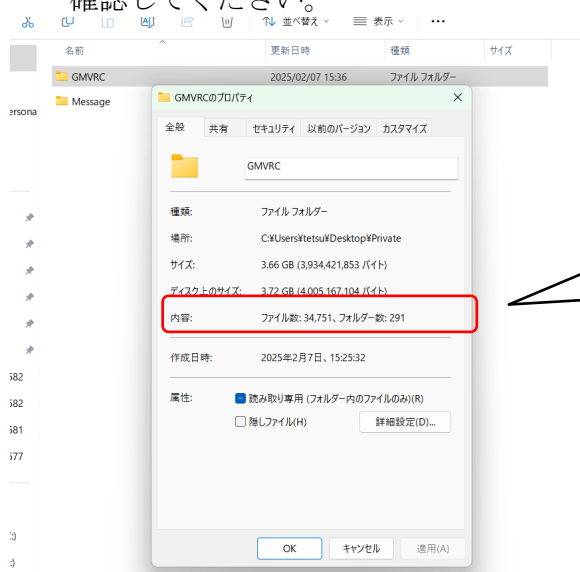 確認してください。
並べ替え
表示
名前
更新日時
種類
サイズ
GMVRC
2025/02/07 15:36
ファイル フォルダー
Message
ersona
GMVRCのプロパティ
全般
共有
セキュリティ
以前のバージョン
カスタマイズ
GMVRC
種類:
ファイル フォルダー
場所:
C:¥Users¥tetsu¥Desktop¥Private
サイズ:
3.66 GB (3,934,421,853 バイト)
ディスク上のサイズ:
3.72 GB (4,005,167,104 バイト)
内容:
ファイル数: 34,751、フォルダー数: 291
作成日時:
2025年2月7日、15:25:32
属性:
読み取り専用 (フォルダー内のファイルのみ)(R)
隠しファイル(H)
詳細設定(D)...
582
582
581
577
:)
:)
OK
キャンセル
適用(A)